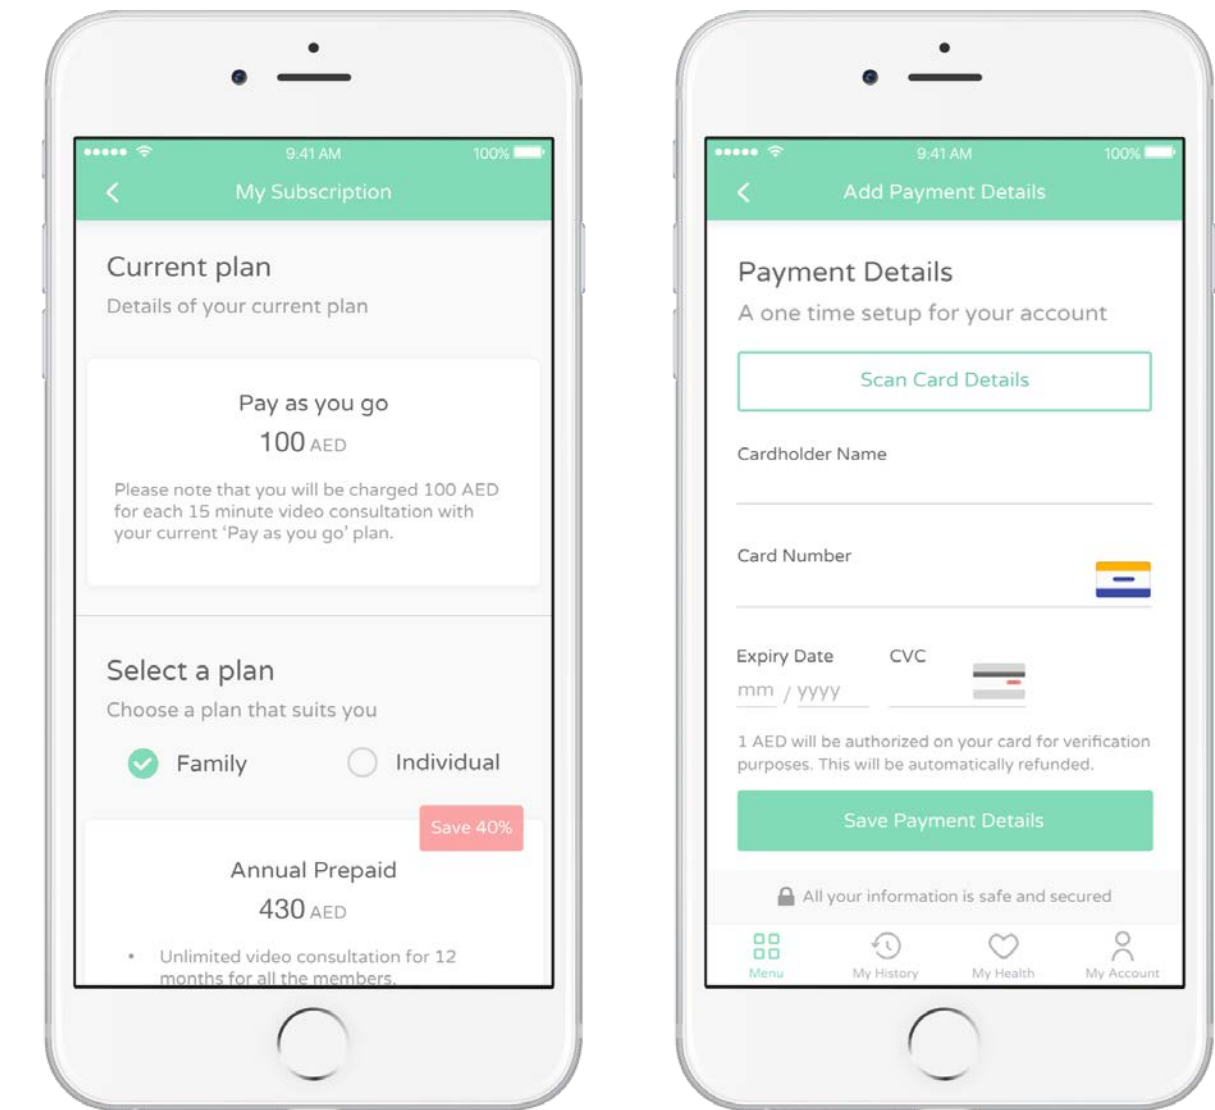 9:41 AM
100%
My Subscription
Current plan
Details of your current plan
Pay as you go
100 AED
Please note that you will be charged 100 AED
for each 15 minute video consultation with
your current ‘Pay as you go’ plan.
Select a plan
Choose a plan that suits you
Family
Individual
Save 40%
Annual Prepaid
430 AED
• Unlimited video consultation for 12
months for all the members.
9:41 AM
100%
Add Payment Details
Payment Details
A one time setup for your account
Scan Card Details
Cardholder Name
Card Number
Expiry Date
CVC
mm / yyyy
1 AED will be authorized on your card for verification
purposes. This will be automatically refunded.
Save Payment Details
All your information is safe and secured
Menu
My History
My Health
My Account